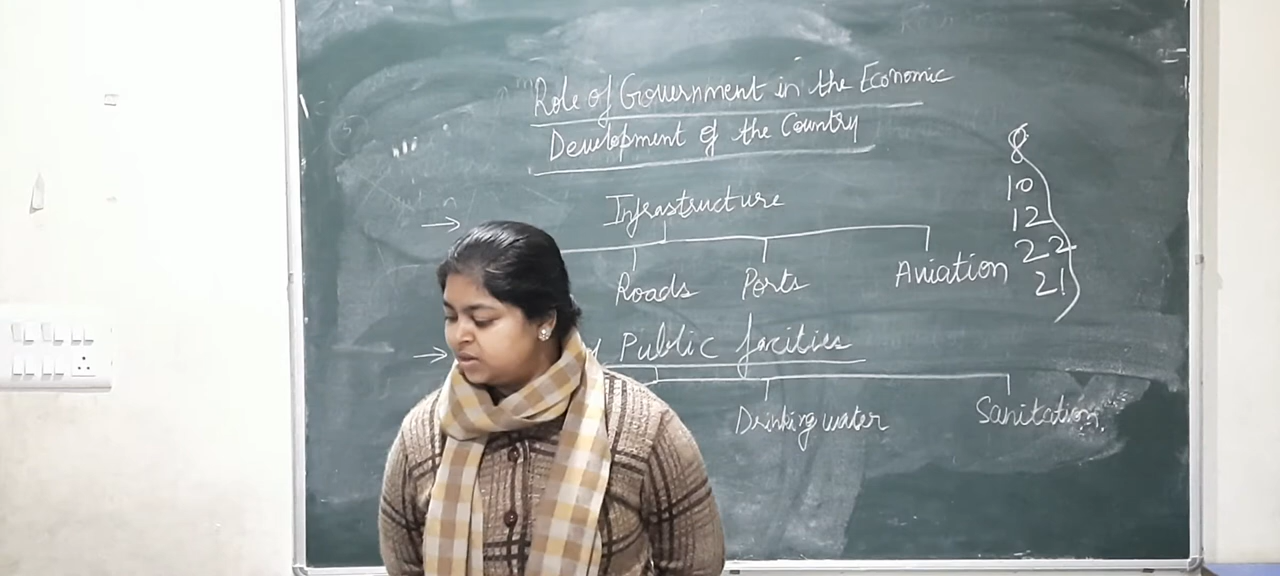 Role of Government in the Economic
Development of the Country
→ Infrastructure
Roads Ports Aviation
→ Public facities
Drinking water Sanitation
8
10
12
22
21